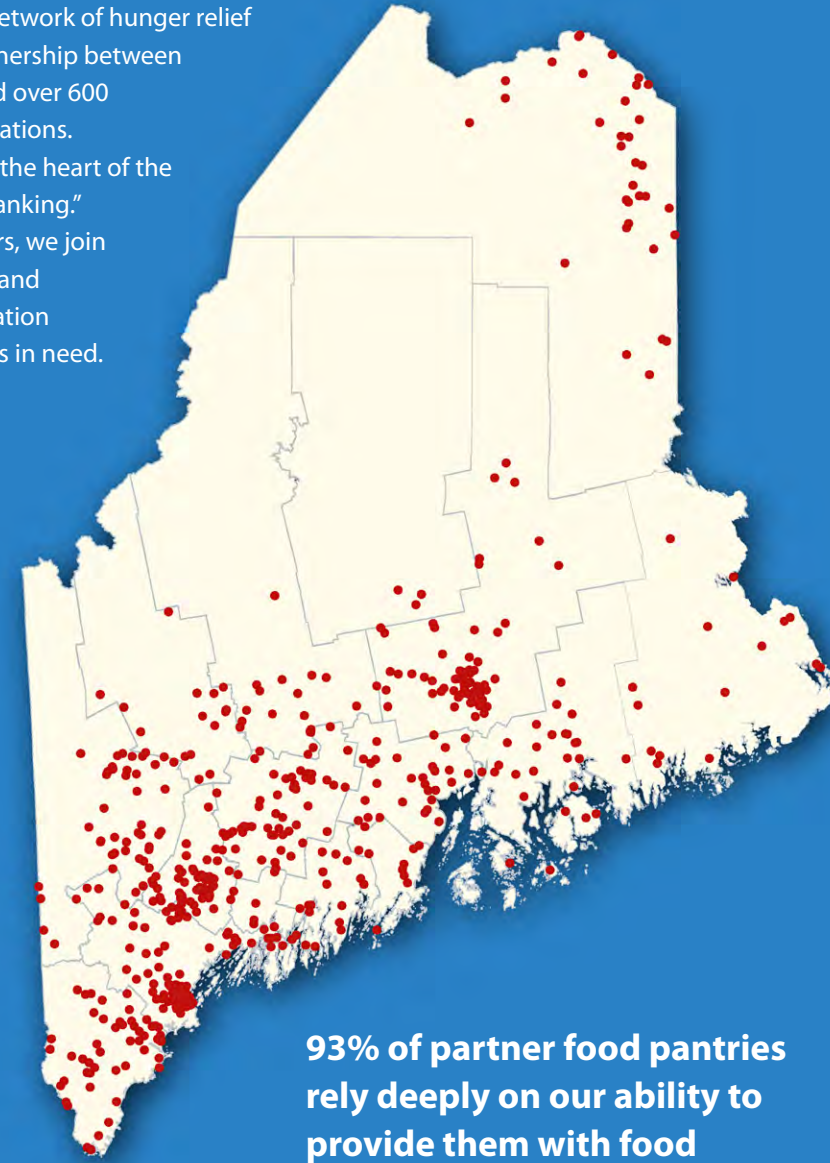 etwork of hunger relief
nership between
d over 600
ations.
the heart of the
anking.”
rs, we join
and
ation
s in need.
93% of partner food pantries
rely deeply on our ability to
provide them with food